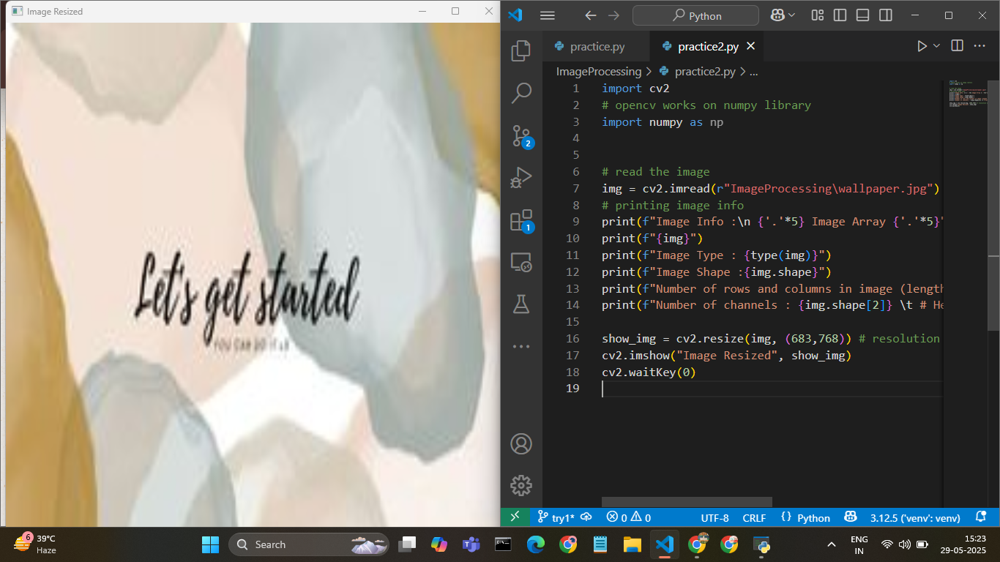 Image Resized
Let's get started
YOU CAN DO IT
Python
practice.py
practice2.py
ImageProcessing > practice2.py > ...
1 import cv2
2 # opencv works on numpy library
3 import numpy as np
4
5
6 # read the image
7 img = cv2.imread(r"ImageProcessing\wallpaper.jpg")
8 # printing image info
9 print(f"Image Info :\n {'.'*5} Image Array {'.'*5}"
10 print(f"{img}")
11 print(f"Image Type : {type(img)}")
12 print(f"Image Shape :{img.shape}")
13 print(f"Number of rows and columns in image (length
14 print(f"Number of channels : {img.shape[2]} \t # He
15
16 show_img = cv2.resize(img, (683,768)) # resolution
17 cv2.imshow("Image Resized", show_img)
18 cv2.waitKey(0)
19
2
1
try1* 0 0 UTF-8 CRLF {} Python 3.12.5 ('venv': venv)
6
39°C
Haze
Search
ENG
IN
15:23
29-05-2025